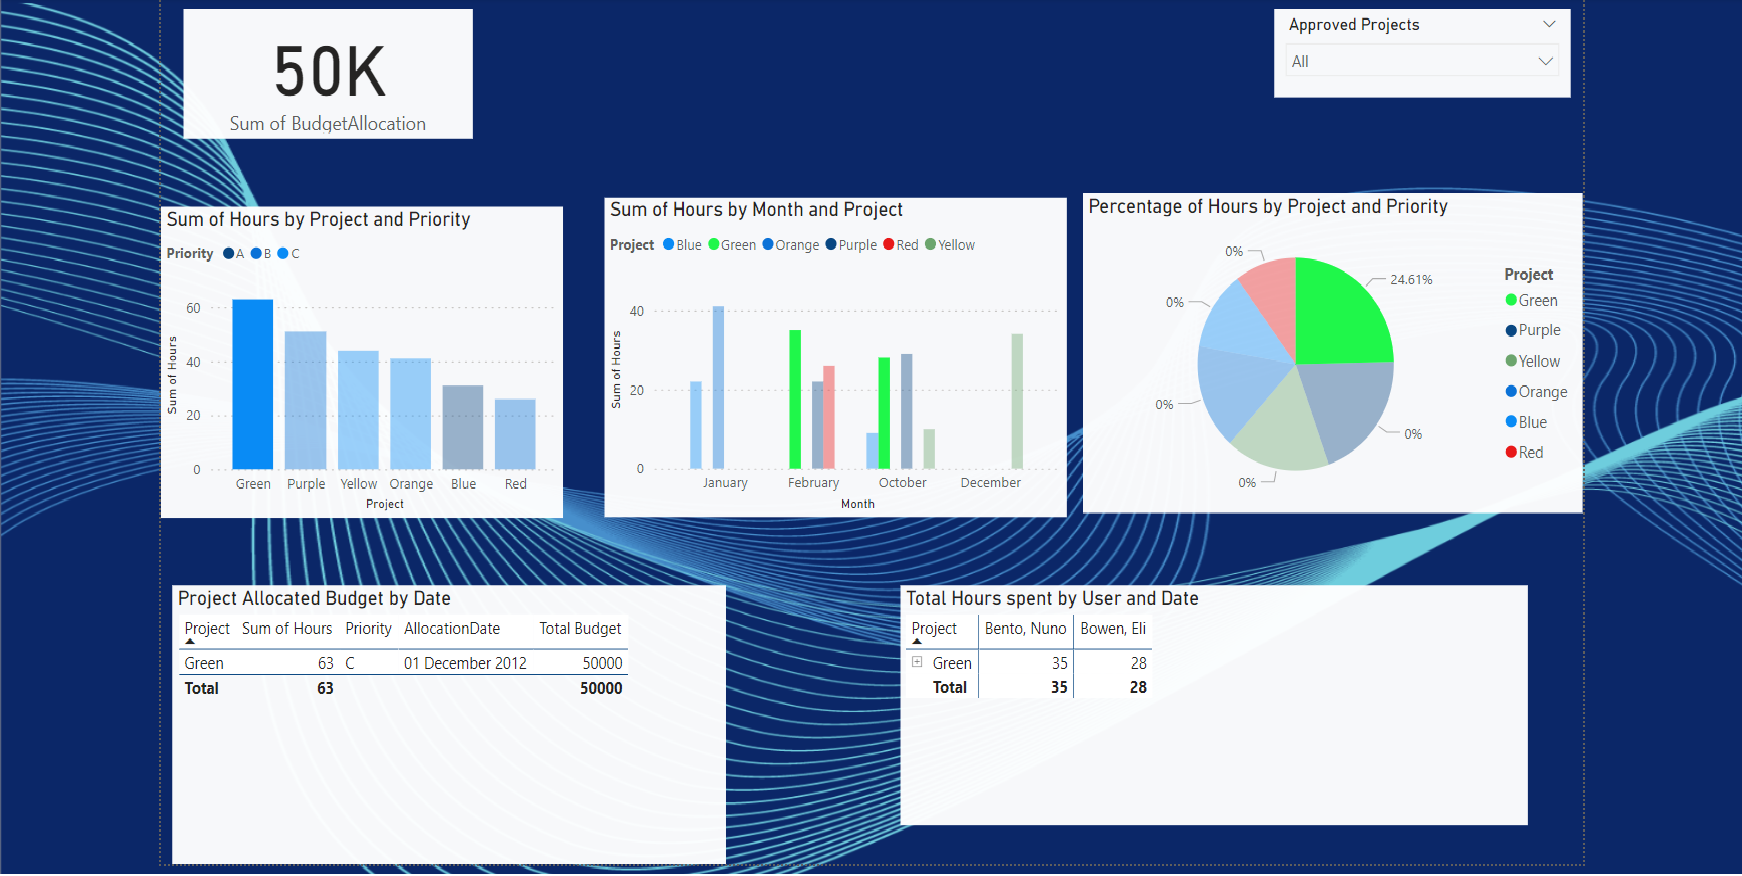 50K
Sum of BudgetAllocation
Approved Projects
All
Sum of Hours by Project and Priority
Priority A B C
60
40
20
0
Sum of Hours
Green Purple Yellow Orange Blue Red
Project
Sum of Hours by Month and Project
Project Blue Green Orange Purple Red Yellow
40
20
0
Sum of Hours
January February October December
Month
Percentage of Hours by Project and Priority
0%
24.61%
0%
0%
0%
0%
Project
Green
Purple
Yellow
Orange
Blue
Red
Project Allocated Budget by Date
Project Sum of Hours Priority AllocationDate Total Budget
Green 63 C 01 December 2012 50000
Total 63 50000
Total Hours spent by User and Date
Project Bento, Nuno Bowen, Eli
Green 35 28
Total 35 28